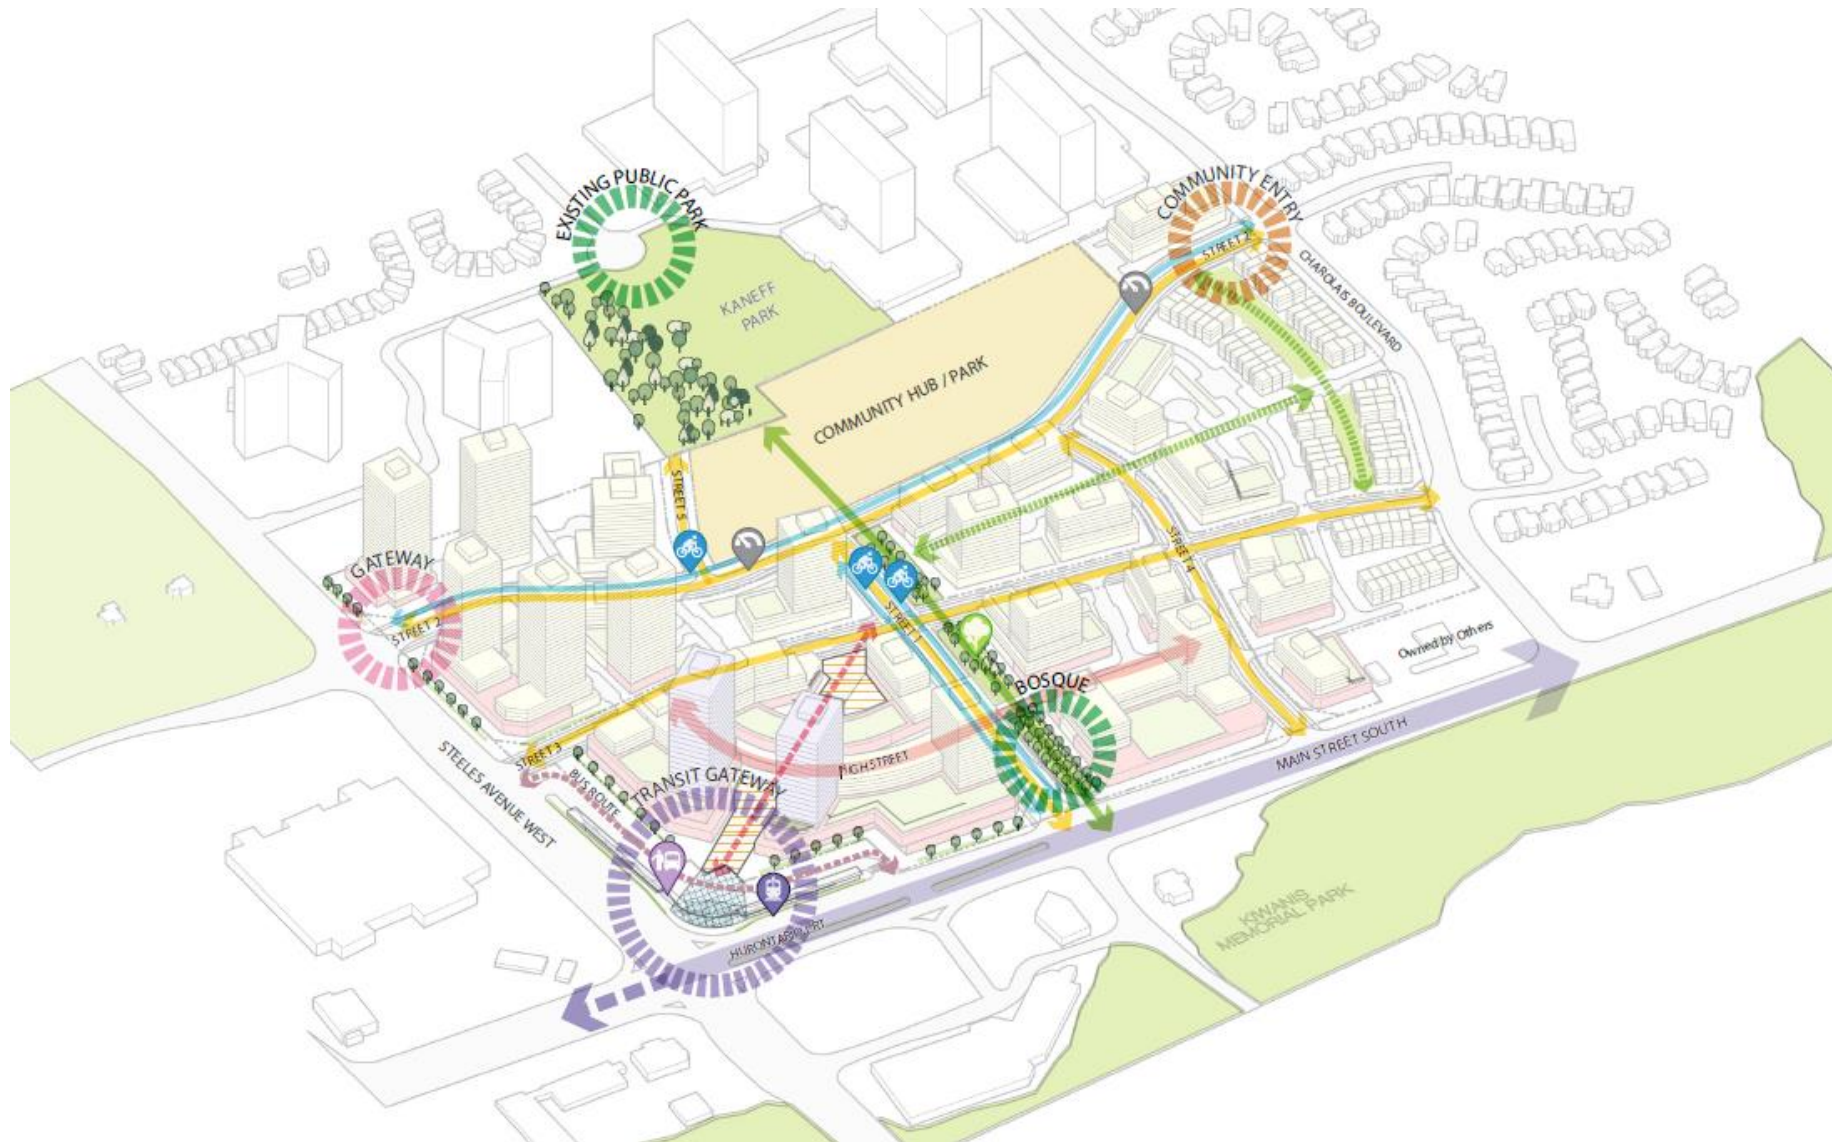 EXISTING PUBLIC PARK
COMMUNITY ENTRY
STREET 2
CHAROLAIS BOULEVARD
KANEFF
PARK
COMMUNITY HUB / PARK
STREET 5
STREET 4
GATEWAY
STREET 2
STREET 1
Owned by Others
BOSQUE
HIGHSTREET
MAIN STREET SOUTH
STREET 3
BUS ROUTE
TRANSIT GATEWAY
STEELES AVENUE WEST
KIWANIS
MEMORIAL PARK
HURONTARIO LRT